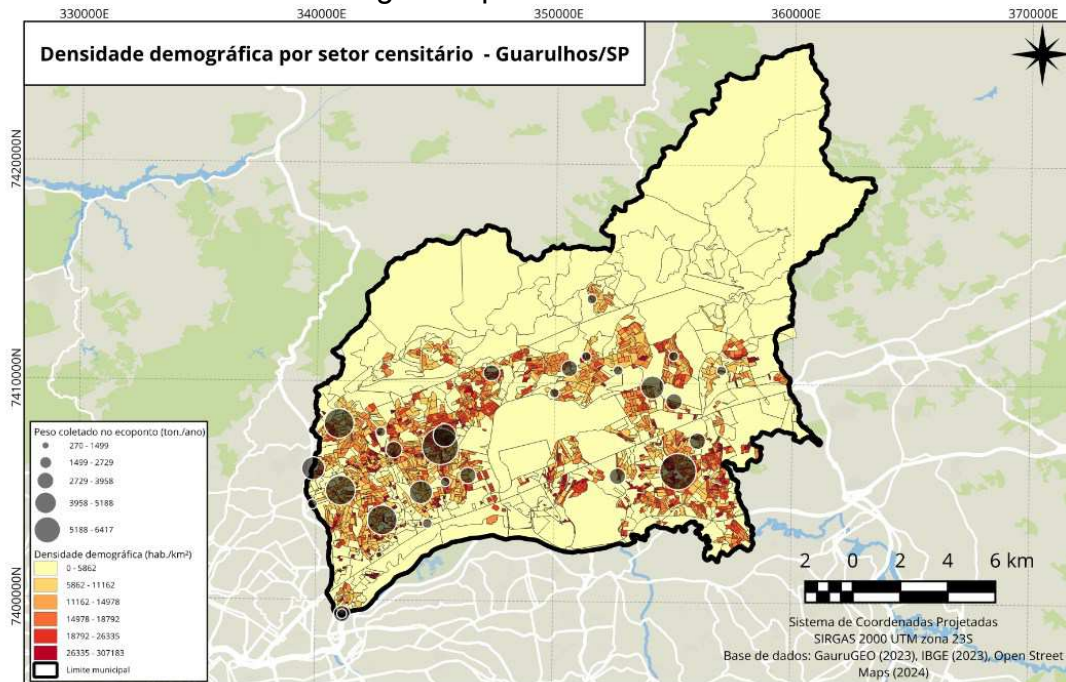 330000E
340000E
350000E
360000E
370000E
Densidade demográfica por setor censitário - Guarulhos/SP
7420000N
7410000N
7400000N
Peso coletado no ecoponto (ton./ano)
270 - 1499
1499 - 2729
2729 - 3958
3958 - 5188
5188 - 6417
Densidade demográfica (hab./km²)
0 - 5862
5862 - 11162
11162 - 14978
14978 - 18792
18792 - 26335
26335 - 307183
Limite municipal
2 0 2 4 6 km
Sistema de Coordenadas Projetadas
SIRGAS 2000 UTM zona 23S
Base de dados: GauruGEO (2023), IBGE (2023), Open Street
Maps (2024)